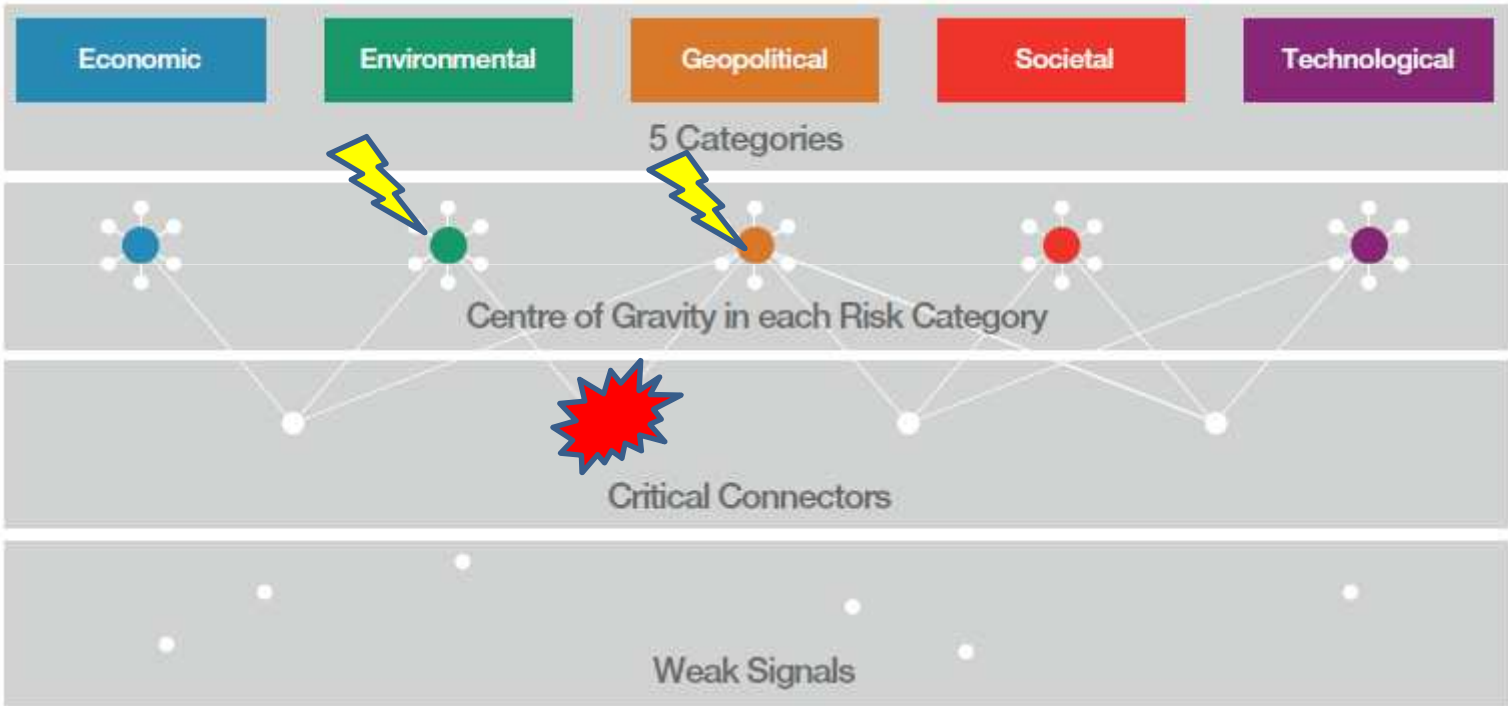 Economic
Environmental
Geopolitical
Societal
Technological
5 Categories
Centre of Gravity in each Risk Category
Critical Connectors
Weak Signals